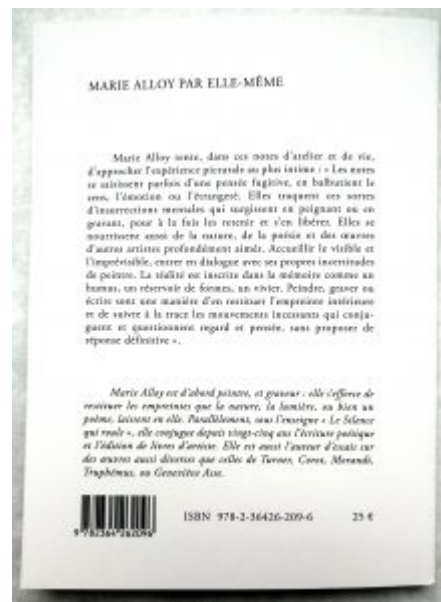 MARIE ALLOY PAR ELLE-MÊME
Marie Alloy tente, dans ces notes d'atelier et de vie,
d'approcher l'expérience picturale au plus intime : « Les notes
se saisissent parfois d'une pensée fugitive, en balbutient le
sens, l'émotion ou l'étrangeté. Elles traquent ces sortes
d'insurrections mentales qui surgissent en peignant ou en
gravant, pour à la fois les retenir et s'en libérer. Elles se
nourrissent aussi de la nature, de la poésie et des œuvres
d'autres artistes profondément aimés. Accueillir le visible et
l'imprévisible, entrer en dialogue avec ses propres incertitudes
de peintre. La réalité est inscrite dans la mémoire comme un
humus, un réservoir de formes, un vivier. Peindre, graver ou
écrire sont une manière d'en restituer l'empreinte intérieure
et de suivre à la trace les mouvements incessants qui conju-
guent et questionnent regard et pensée, sans proposer de
réponse définitive ».
Marie Alloy est d'abord peintre, et graveur : elle s'efforce de
restituer les empreintes que la nature, la lumière, ou bien un
poème, laissent en elle. Parallèlement, sous l'enseigne « Le Silence
qui roule », elle conjugue depuis vingt-cinq ans l'écriture poétique
et l'édition de livres d'artiste. Elle est aussi l'auteur d'essais sur
des œuvres aussi diverses que celles de Turner, Corot, Morandi,
Truphémus, ou Geneviève Asse.
ISBN 978-2-36426-209-6 25 €
9 782364 262096